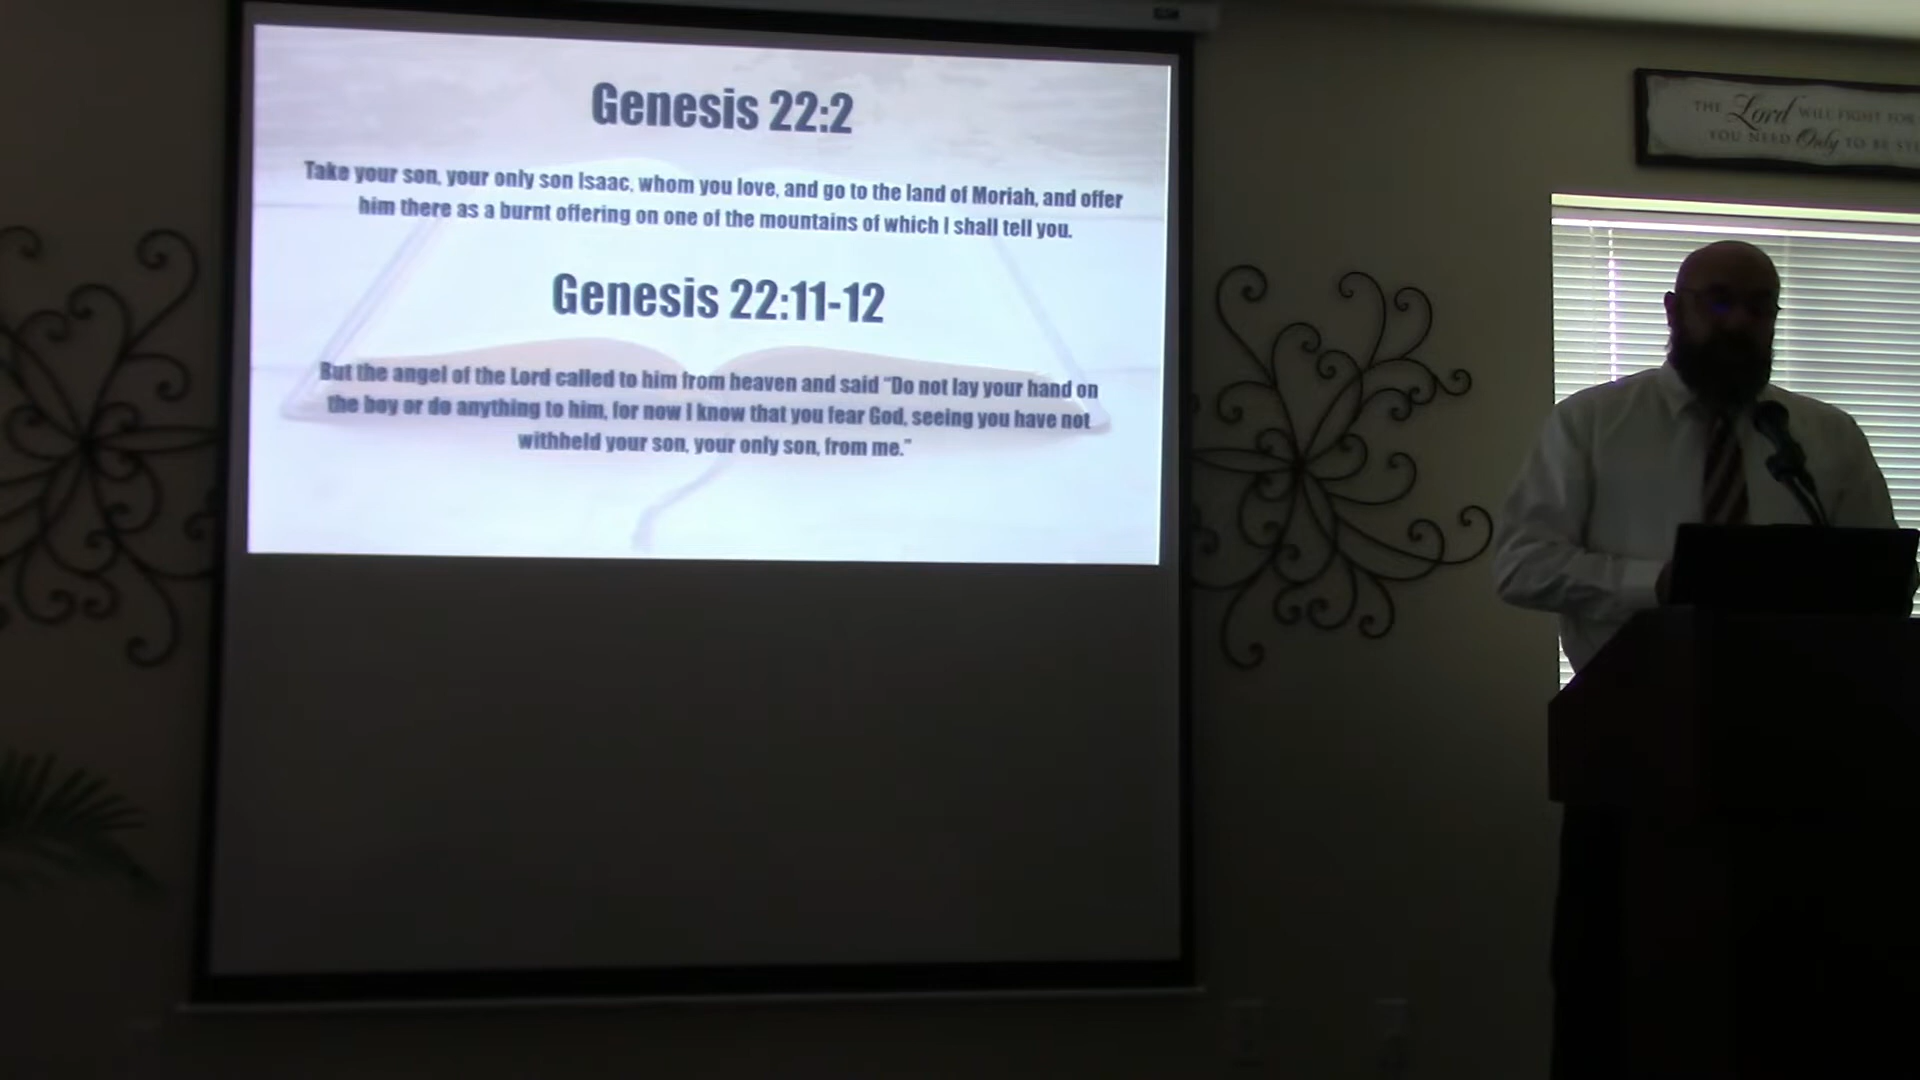 Genesis 22:2
Take your son, your only son Isaac, whom you love, and go to the land of Moriah, and offer
him there as a burnt offering on one of the mountains of which I shall tell you.
Genesis 22:11-12
But the angel of the Lord called to him from heaven and said "Do not lay your hand on
the boy or do anything to him, for now I know that you fear God, seeing you have not
withheld your son, your only son, from me."
THE Lord WILL FIGHT FOR
YOU NEED Only TO BE